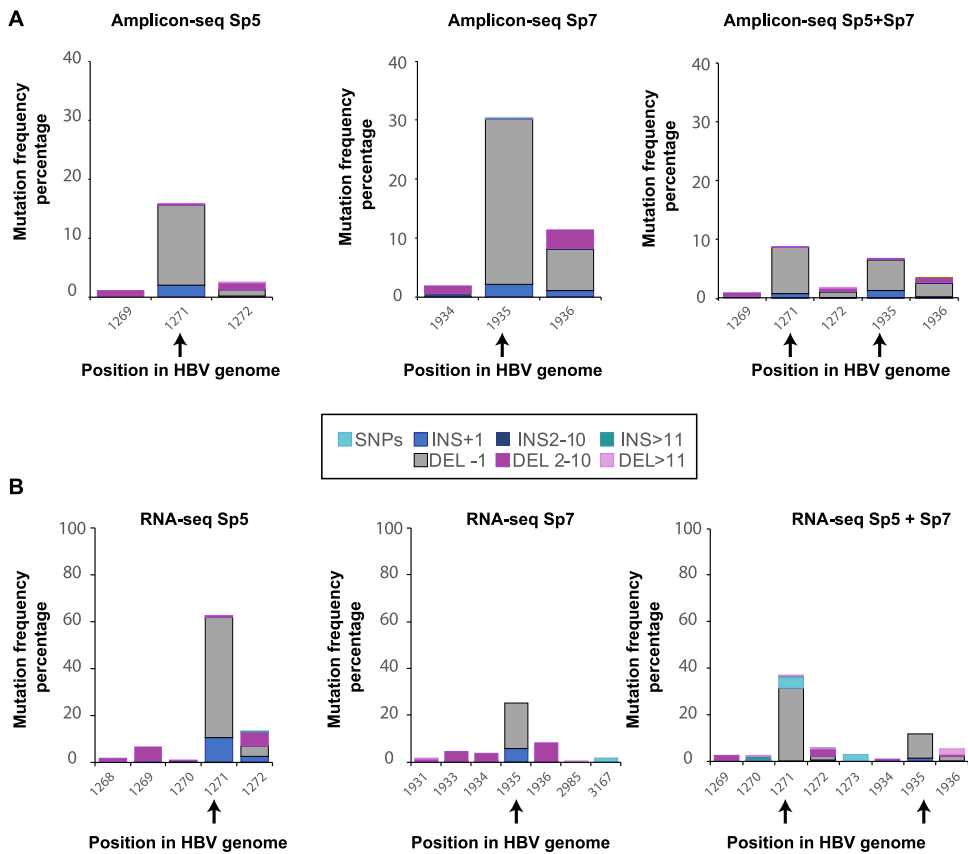 A
Amplicon-seq Sp5
Amplicon-seq Sp7
Amplicon-seq Sp5+Sp7
Mutation frequency
percentage
40
30
20
10
0
1269
1271
1272
Position in HBV genome
Mutation frequency
percentage
40
30
20
10
0
1934
1935
1936
Position in HBV genome
Mutation frequency
percentage
40
30
20
10
0
1269
1271
1272
1935
1936
Position in HBV genome
SNPs
INS+1
INS2-10
INS>11
DEL -1
DEL 2-10
DEL>11
B
RNA-seq Sp5
RNA-seq Sp7
RNA-seq Sp5 + Sp7
Mutation frequency
percentage
100
80
60
40
20
0
1268
1269
1270
1271
1272
Position in HBV genome
Mutation frequency
percentage
100
80
60
40
20
0
1931
1933
1934
1935
1936
2985
3167
Position in HBV genome
Mutation frequency
percentage
100
80
60
40
20
0
1269
1270
1271
1272
1273
1934
1935
1936
Position in HBV genome